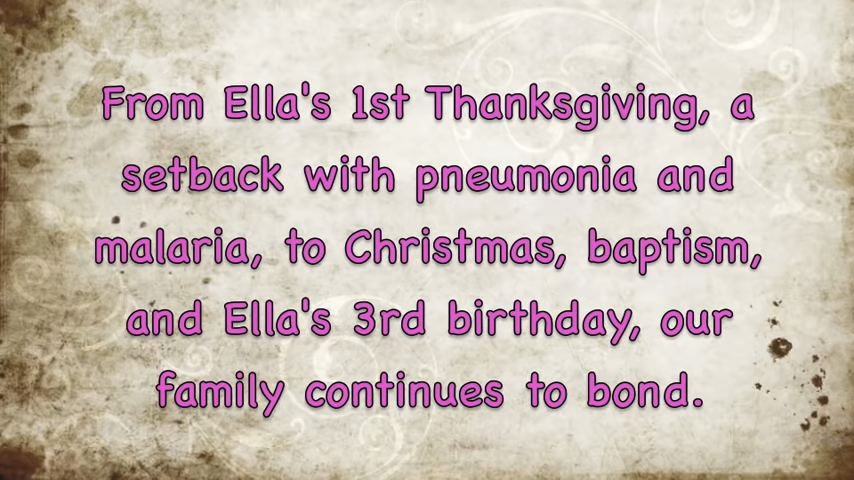 From Ella's 1st Thanksgiving, a
setback with pneumonia and
malaria, to Christmas, baptism,
and Ella's 3rd birthday, our
family continues to bond.